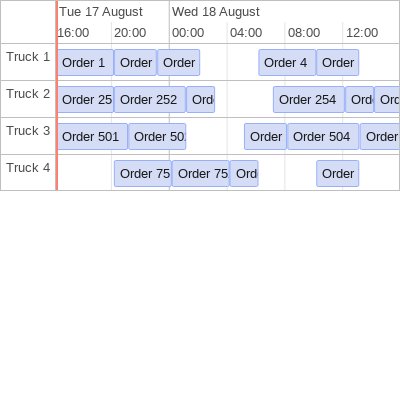 Tue 17 August Wed 18 August
16:00 20:00 00:00 04:00 08:00 12:00
Truck 1 Order 1 Order Order Order 4 Order
Truck 2 Order 25 Order 252 Ord Order 254 Ord Ord
Truck 3 Order 501 Order 50 Order Order 504 Order
Truck 4 Order 75 Order 75 Ord Order